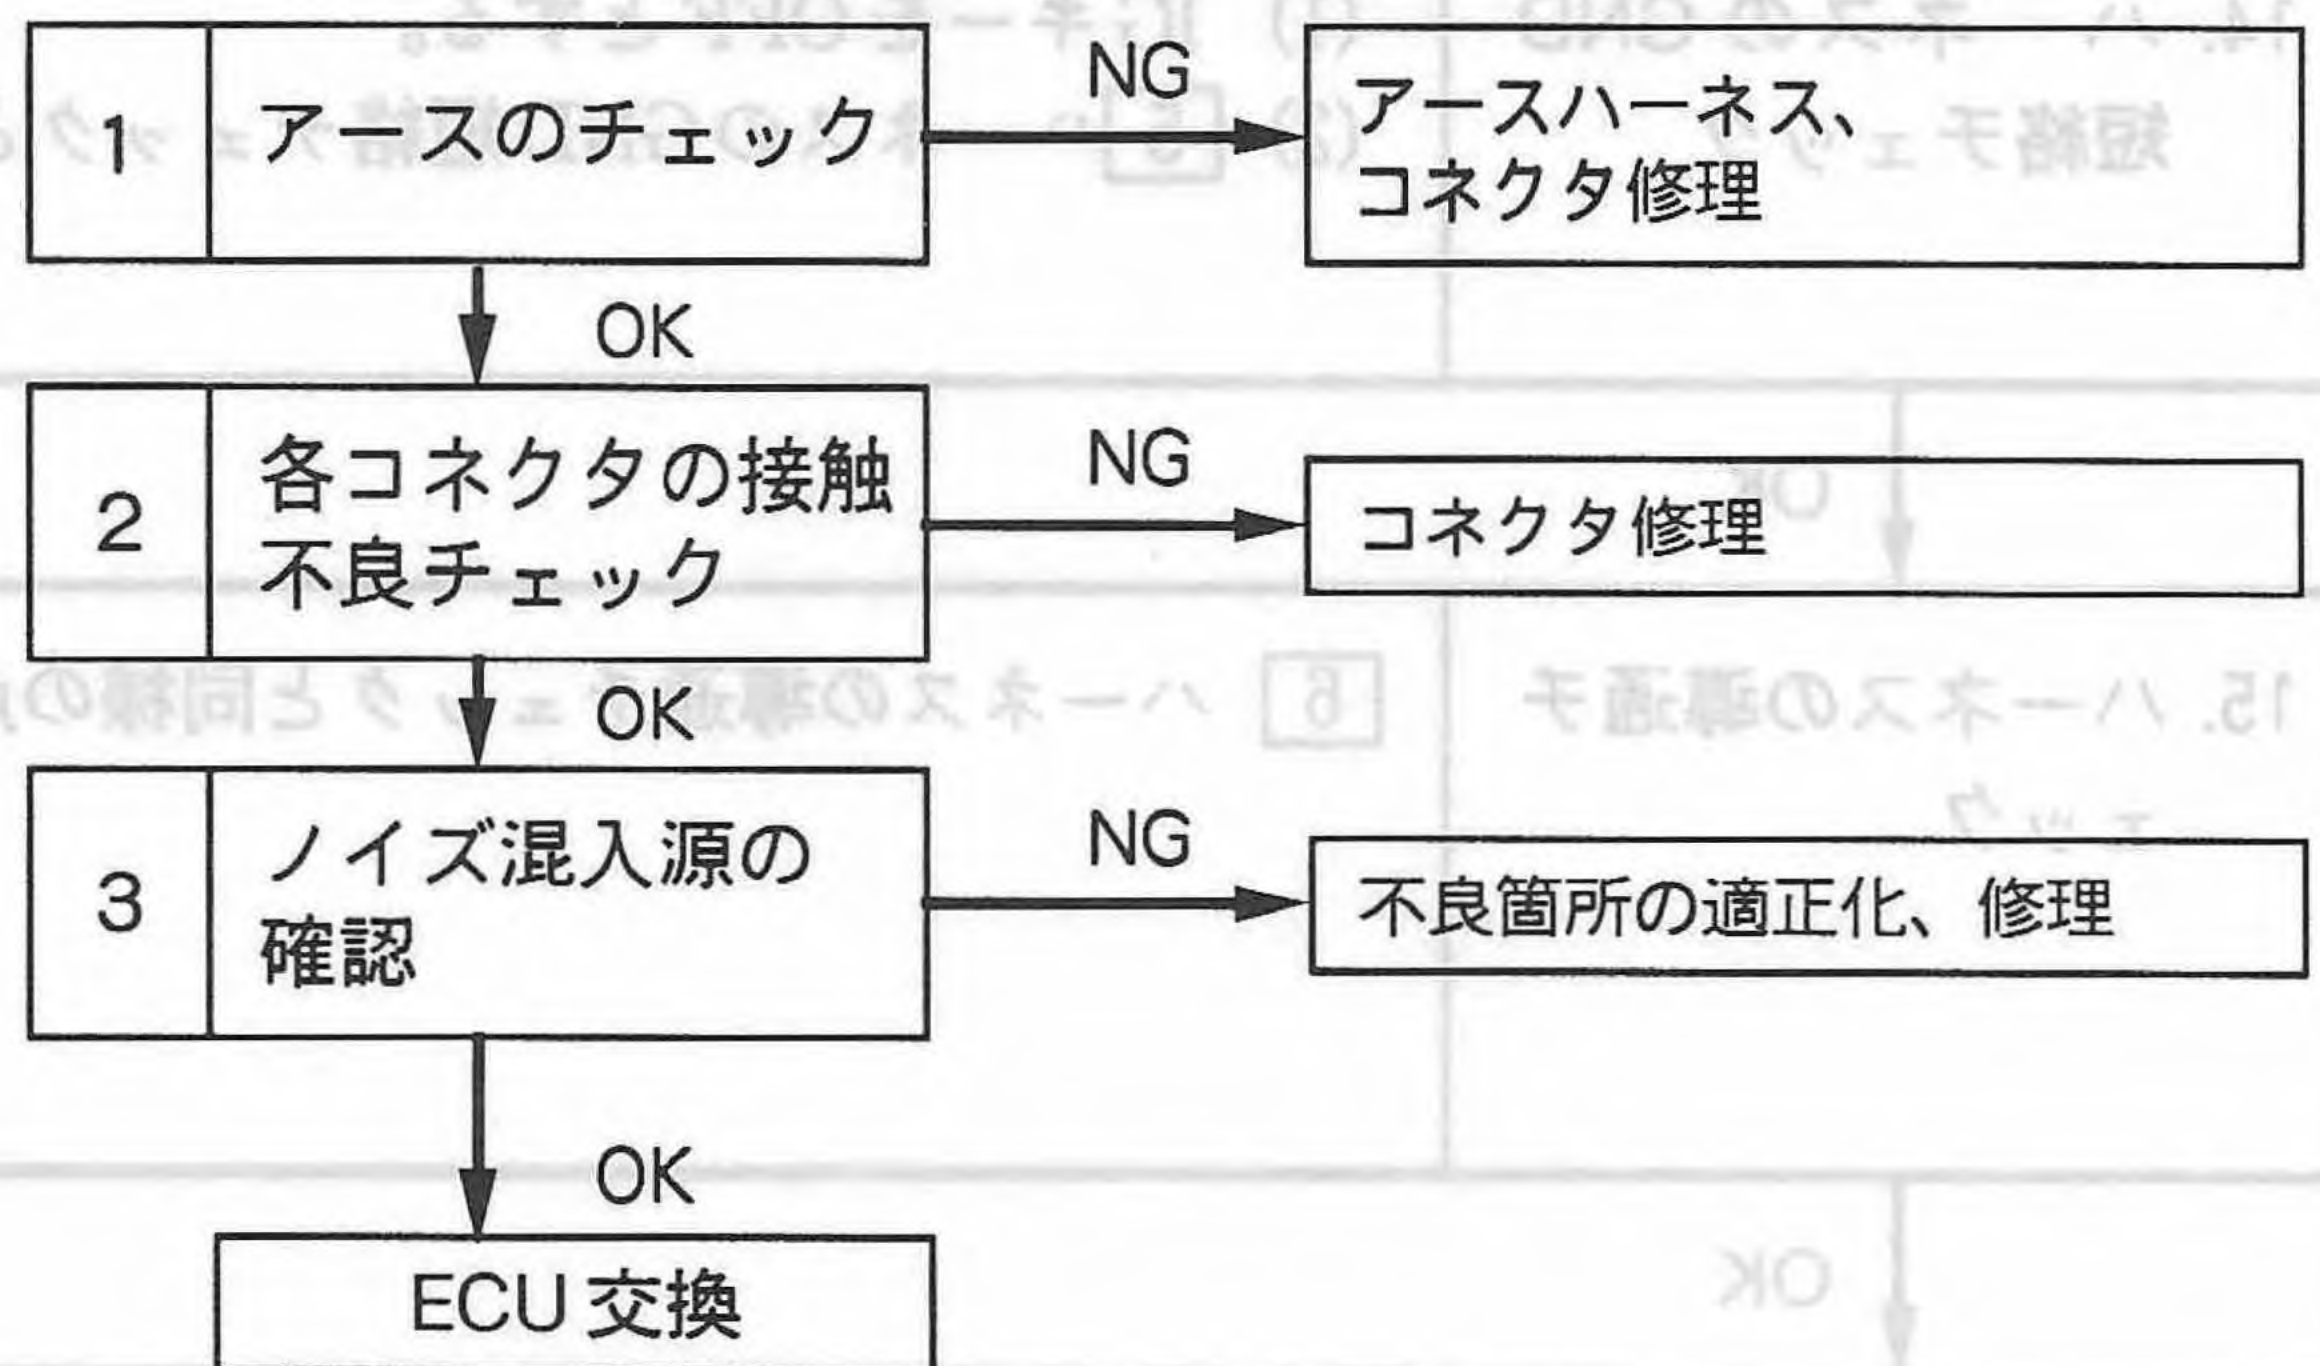 1
アースのチェック
NG
アースハーネス、
コネクタ修理
OK
2
各コネクタの接触
不良チェック
NG
コネクタ修理
OK
3
ノイズ混入源の
確認
NG
不良箇所の適正化、修理
OK
ECU交換